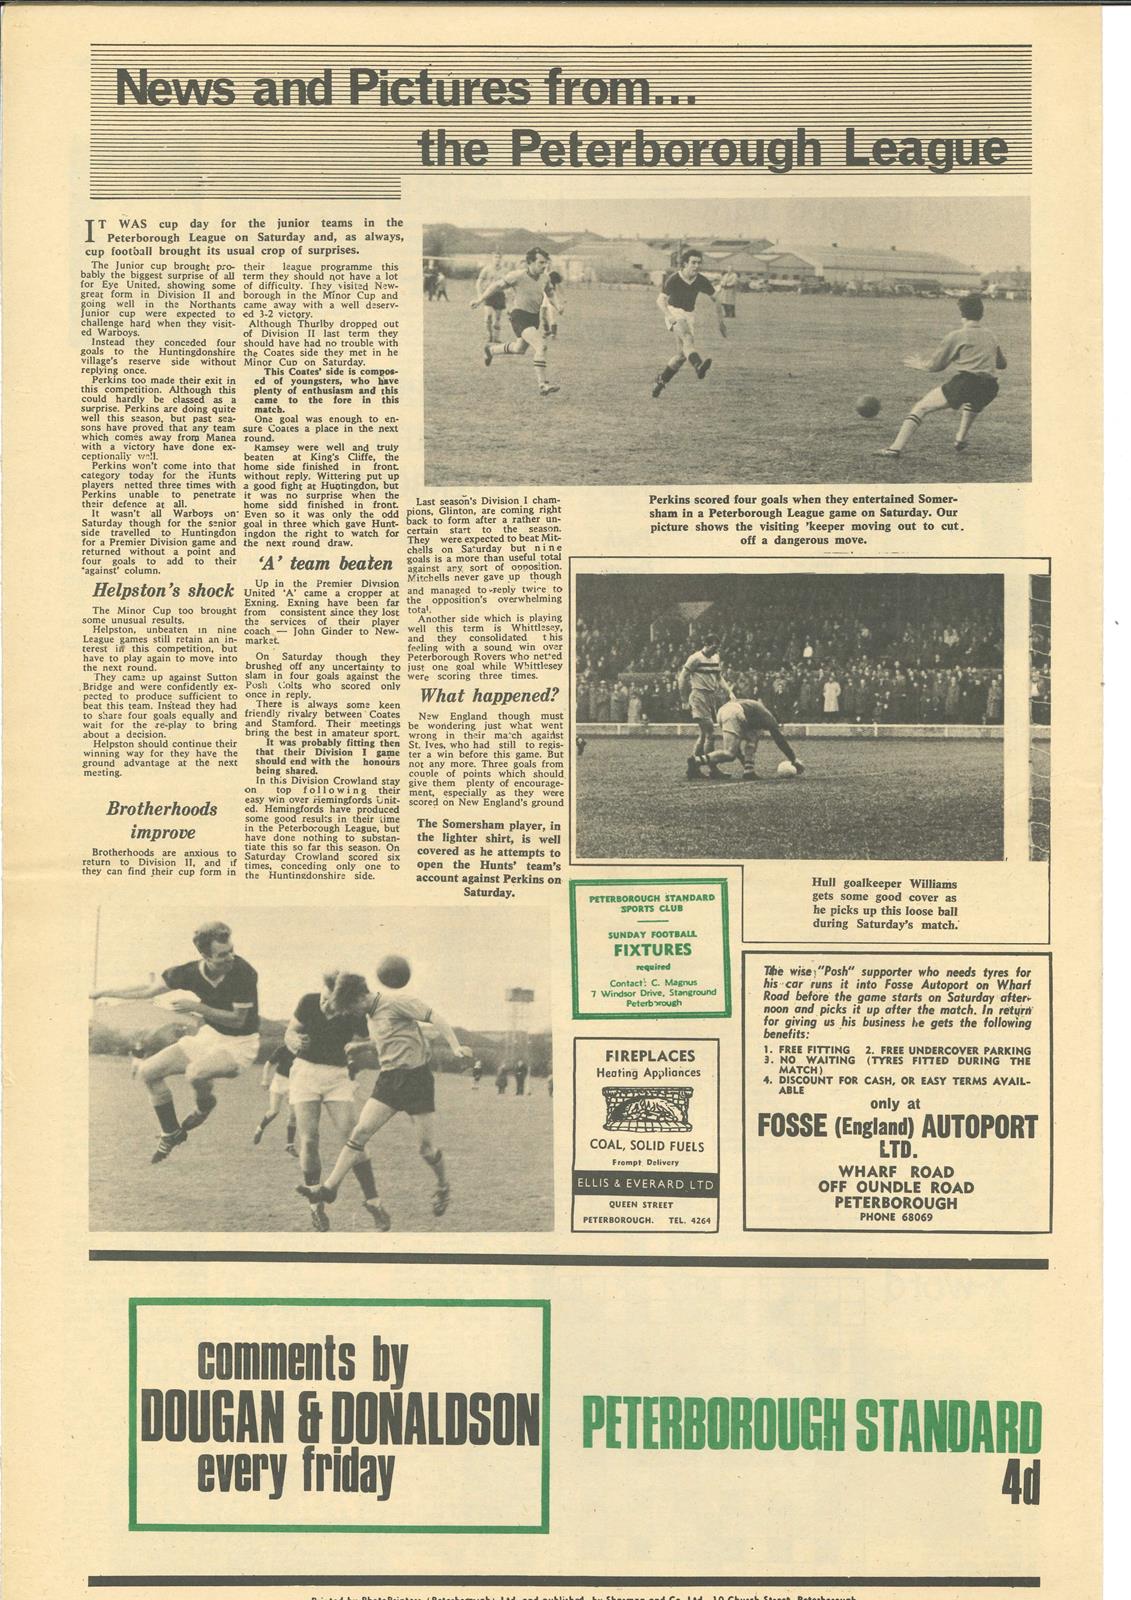 News and Pictures from...
the Peterborough League
IT WAS cup day for the junior teams in the
Peterborough League on Saturday and, as always,
cup football brought its usual crop of surprises.
The Junior cup brought pro-
bably the biggest surprise of all
for Eye United, showing some
great form in Division II and
going well in the Northants
Junior cup were expected to
challenge hard when they visit-
ed Warboys.
Instead they conceded four
goals to the Huntingdonshire
village's reserve side without
replying once.
Perkins too made their exit in
this competition. Although this
could hardly be classed as a
surprise. Perkins are doing quite
well this season, but past sea-
sons have proved that any team
which comes away from Manea
with a victory have done ex-
ceptionally well.
Perkins won't come into that
category today for the Hunts
players netted three times with
Perkins unable to penetrate
their defence at all.
It wasn't all Warboys on
Saturday though for the senior
side travelled to Huntingdon
for a Premier Division game and
returned without a point and
four goals to add to their
'against' column.
Helpston's shock
The Minor Cup too brought
some unusual results.
Helpston, unbeaten in nine
League games still retain an in-
terest in this competition, but
have to play again to move into
the next round.
They came up against Sutton
Bridge and were confidently ex-
pected to produce sufficient to
beat this team. Instead they had
to share four goals equally and
wait for the re-play to bring
about a decision.
Helpston should continue their
winning way for they have the
ground advantage at the next
meeting.
Brotherhoods
improve
Brotherhoods are anxious to
return to Division II, and if
they can find their cup form in
their league programme this
term they should not have a lot
of difficulty. They visited New-
borough in the Minor Cup and
came away with a well deserv-
ed 3-2 victory.
Although Thurlby dropped out
of Division II last term they
should have had no trouble with
the Coates side they met in he
Minor Cup on Saturday.
This Coates' side is compos-
ed of youngsters, who have
plenty of enthusiasm and this
came to the fore in this
match.
One goal was enough to en-
sure Coates a place in the next
round.
Ramsey were well and truly
beaten at King's Cliffe, the
home side finished in front
without reply. Wittering put up
a good fight at Huntingdon, but
it was no surprise when the
home sidd finished in front.
Even so it was only the odd
goal in three which gave Hunt-
ingdon the right to watch for
the next round draw.
'A' team beaten
Up in the Premier Division
United 'A' came a cropper at
Exning. Exning have been far
from consistent since they lost
the services of their player
coach — John Ginder to New-
market.
On Saturday though they
brushed off any uncertainty to
slam in four goals against the
Posh Colts who scored only
once in reply.
There is always some keen
friendly rivalry between Coates
and Stamford. Their meetings
bring the best in amateur sport.
It was probably fitting then
that their Division I game
should end with the honours
being shared.
In this Division Crowland stay
on top following their
easy win over Hemingfords Unit-
ed. Hemingfords have produced
some good results in their time
in the Peterborough League, but
have done nothing to substan-
tiate this so far this season. On
Saturday Crowland scored six
times, conceding only one to
the Huntingdonshire side.
Last season's Division I cham-
pions, Glinton, are coming right
back to form after a rather un-
certain start to the season.
They were expected to beat Mit-
chells on Saturday but nine
goals is a more than useful total
against any sort of opposition.
Mitchells never gave up though
and managed to reply twice to
the opposition's overwhelming
total.
Another side which is playing
well this term is Whittlesey,
and they consolidated this
feeling with a sound win over
Peterborough Rovers who netted
just one goal while Whittlesey
were scoring three times.
What happened?
New England though must
be wondering just what went
wrong in their match against
St. Ives, who had still to regis-
ter a win before this game. But
not any more. Three goals from
couple of points which should
give them plenty of encourage-
ment, especially as they were
scored on New England's ground
The Somersham player, in
the lighter shirt, is well
covered as he attempts to
open the Hunts' team's
account against Perkins on
Saturday.
Perkins scored four goals when they entertained Somer-
sham in a Peterborough League game on Saturday. Our
picture shows the visiting 'keeper moving out to cut
off a dangerous move.
Hull goalkeeper Williams
gets some good cover as
he picks up this loose ball
during Saturday's match.
PETERBOROUGH STANDARD
SPORTS CLUB
SUNDAY FOOTBALL
FIXTURES
required
Contact: C. Magnus
7 Windsor Drive, Stanground
Peterborough
FIREPLACES
Heating Appliances
COAL, SOLID FUELS
Prompt Delivery
ELLIS & EVERARD LTD
QUEEN STREET
PETERBOROUGH. TEL. 4264
The wise "Posh" supporter who needs tyres for
his car runs it into Fosse Autoport on Wharf
Road before the game starts on Saturday after-
noon and picks it up after the match. In return
for giving us his business he gets the following
benefits:
1. FREE FITTING 2. FREE UNDERCOVER PARKING
3. NO WAITING (TYRES FITTED DURING THE
MATCH)
4. DISCOUNT FOR CASH, OR EASY TERMS AVAIL-
ABLE
only at
FOSSE (England) AUTOPORT
LTD.
WHARF ROAD
OFF OUNDLE ROAD
PETERBOROUGH
PHONE 68069
comments by
DOUGAN & DONALDSON
every friday
PETERBOROUGH STANDARD
4d